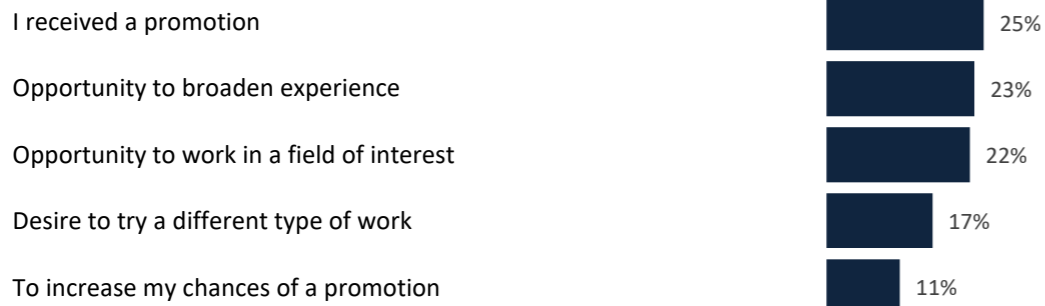 I received a promotion 25%
Opportunity to broaden experience 23%
Opportunity to work in a field of interest 22%
Desire to try a different type of work 17%
To increase my chances of a promotion 11%